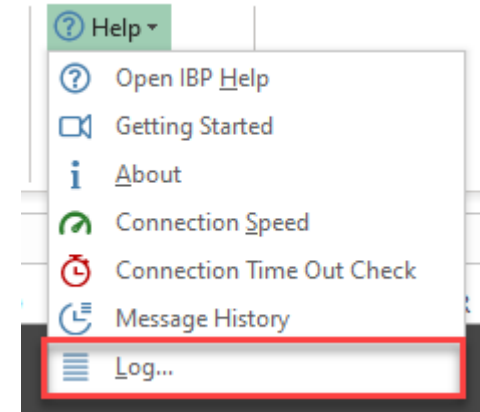 Help
Open IBP Help
Getting Started
About
Connection Speed
Connection Time Out Check
Message History
Log...